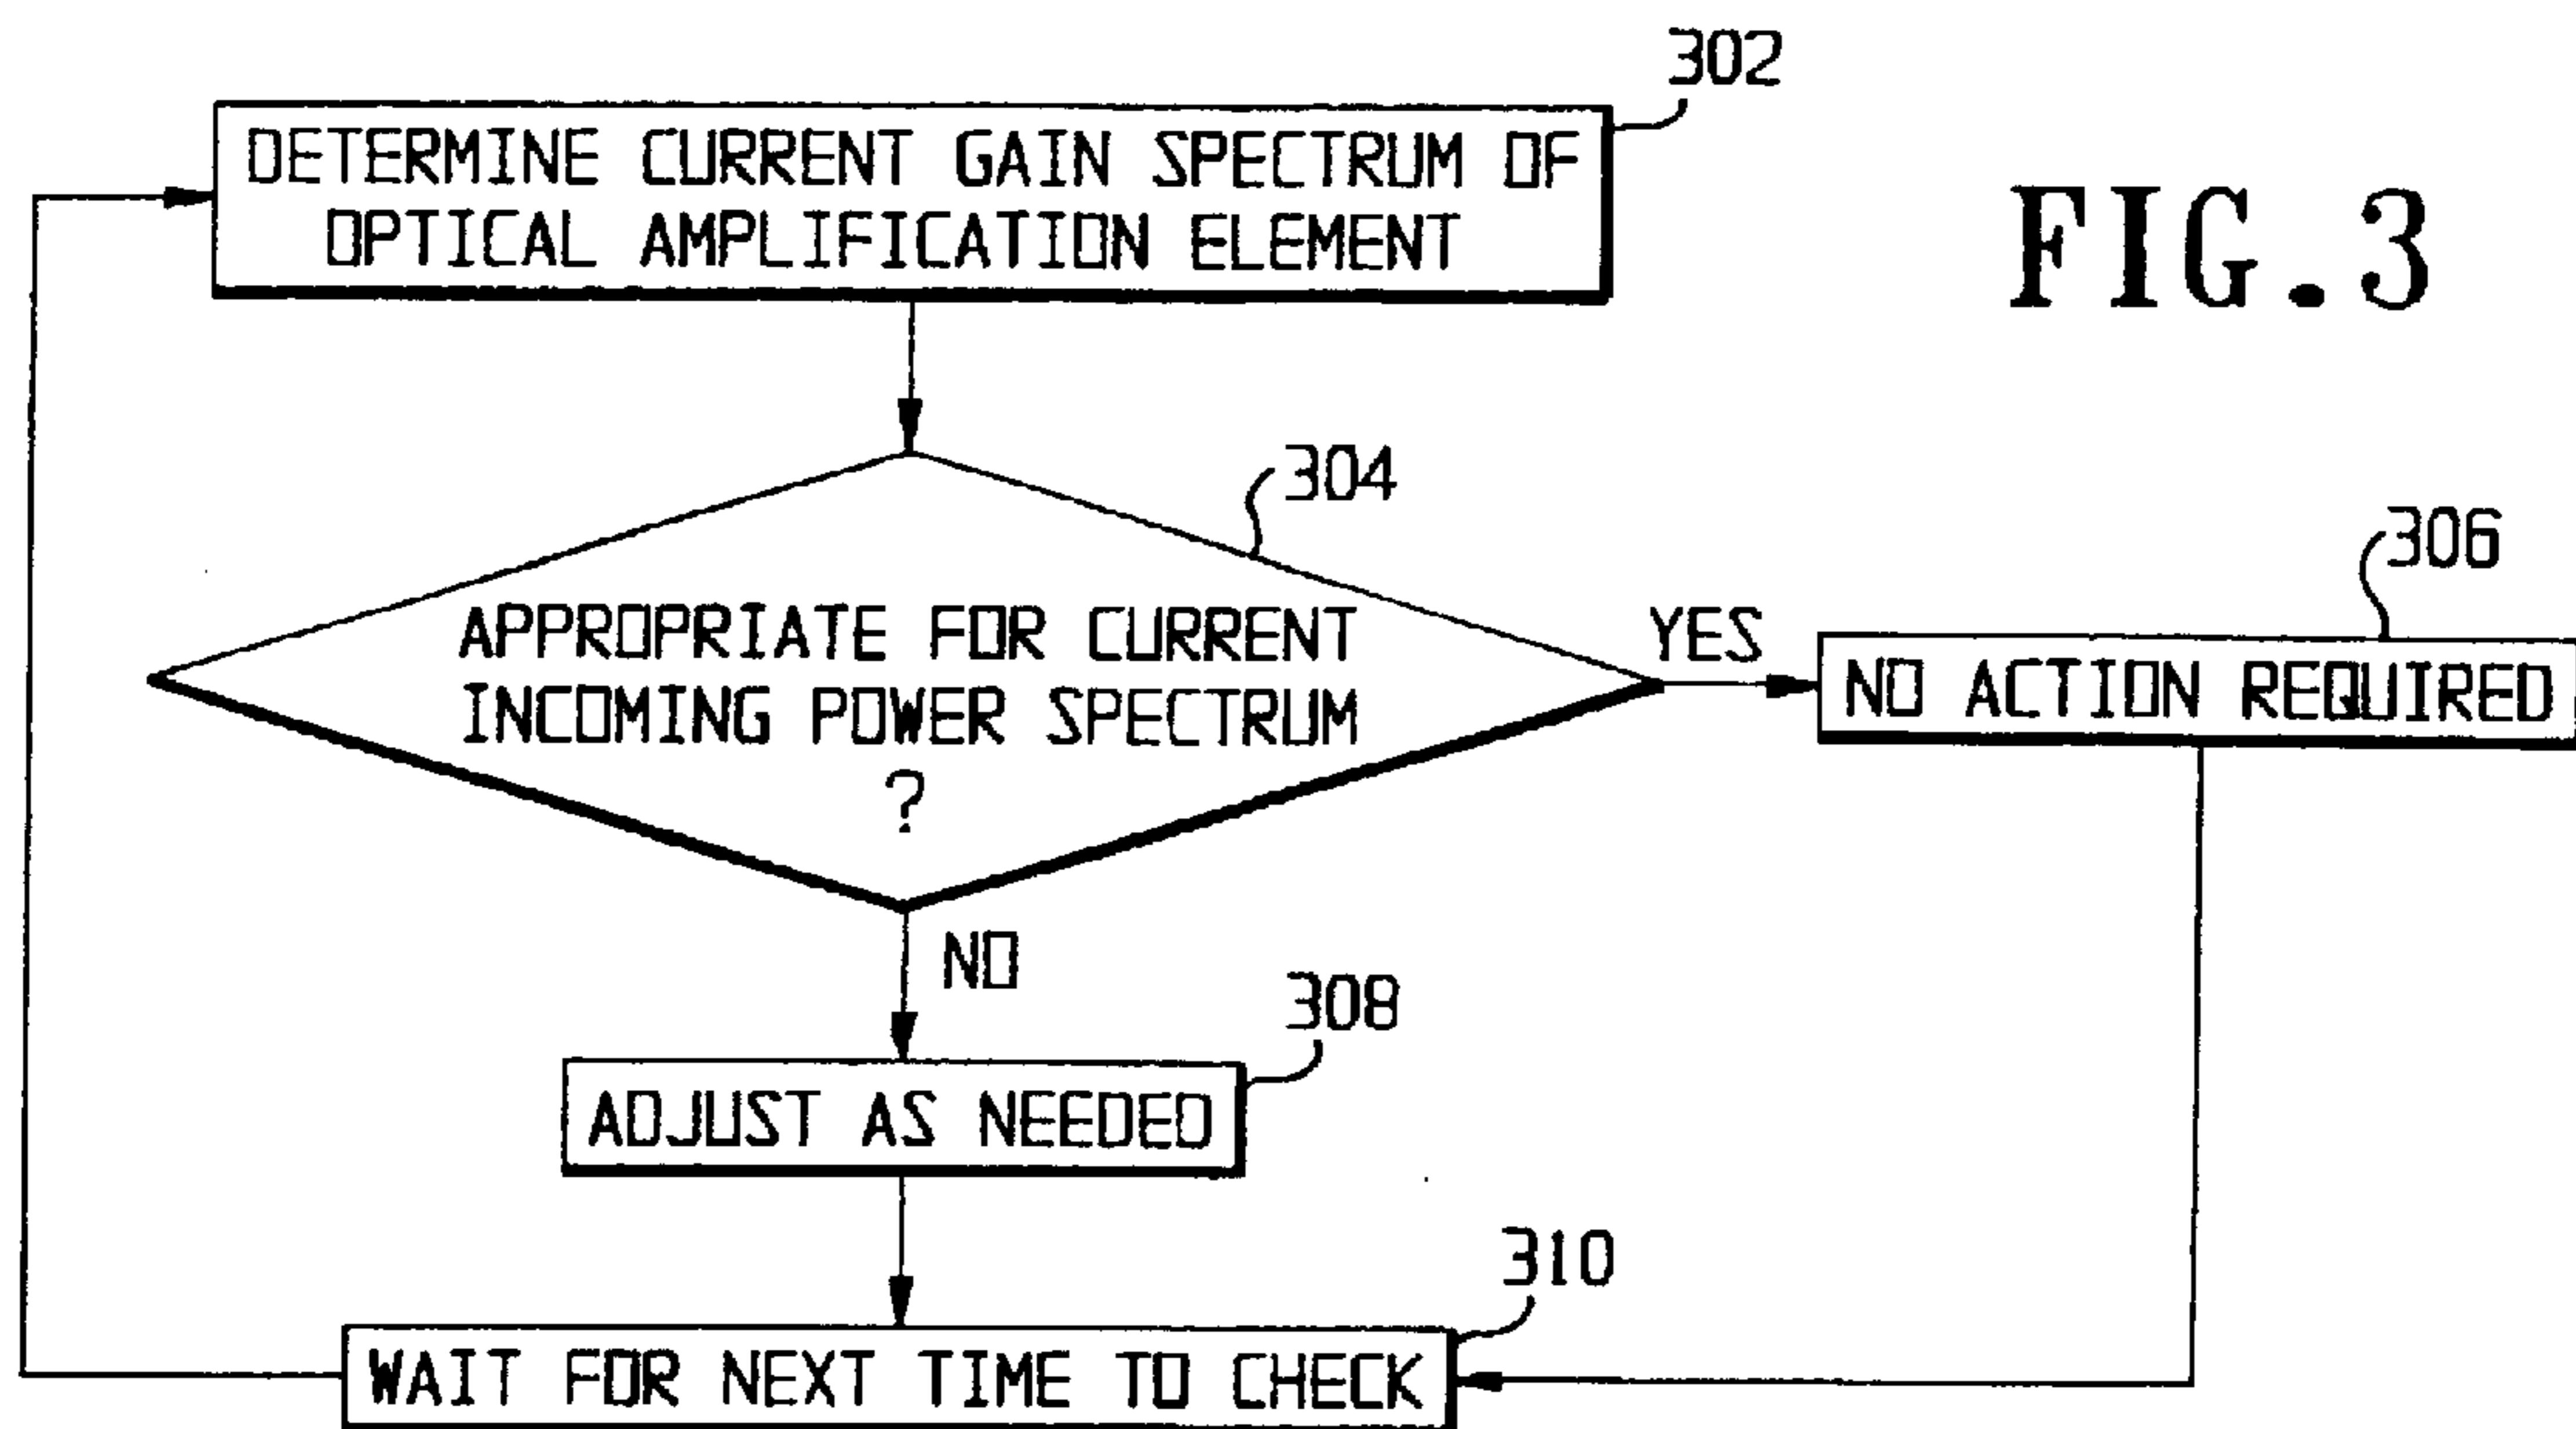 302
DETERMINE CURRENT GAIN SPECTRUM OF
OPTICAL AMPLIFICATION ELEMENT
FIG.3
304
APPROPRIATE FOR CURRENT
INCOMING POWER SPECTRUM
?
YES
306
NO ACTION REQUIRED
NO
308
ADJUST AS NEEDED
310
WAIT FOR NEXT TIME TO CHECK